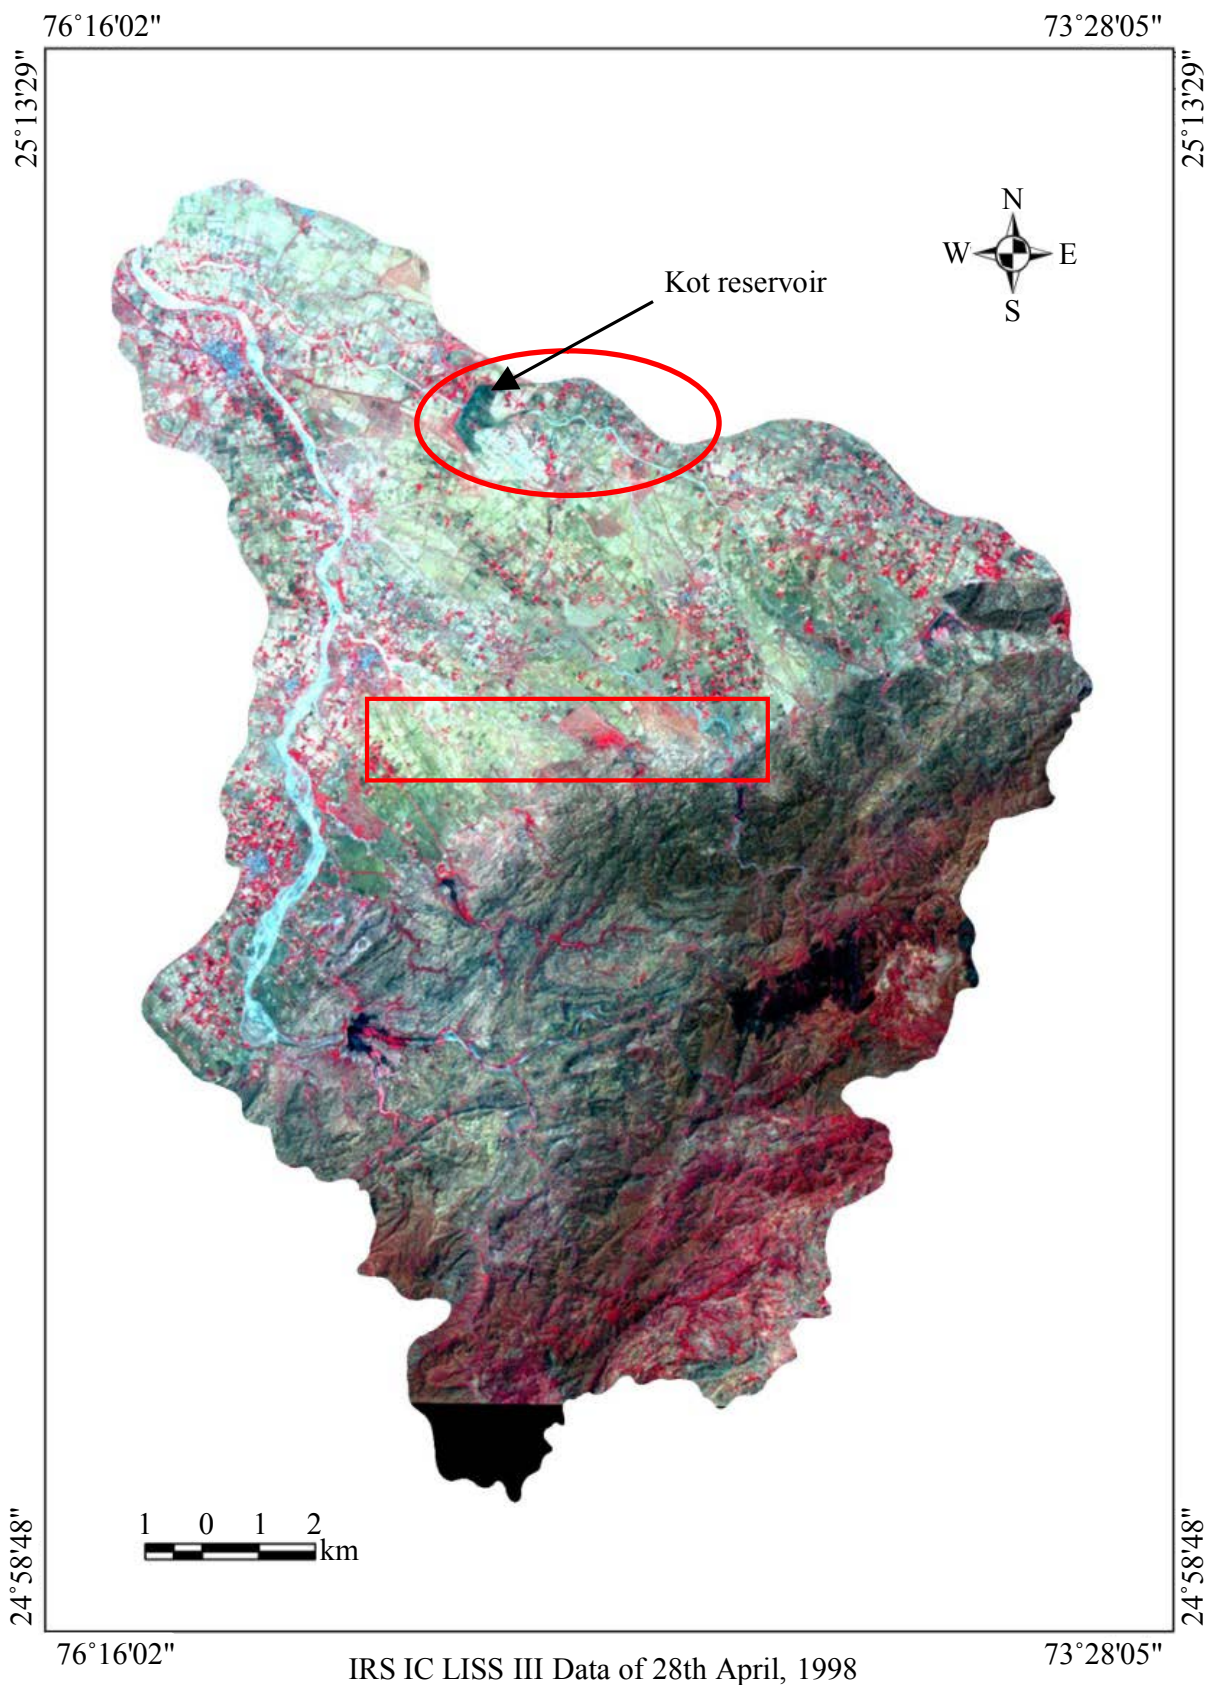 76°16'02" 73°28'05"
25°13'29" 25°13'29"
N
W E
S
Kot reservoir
1 0 1 2
km
24°58'48" 24°58'48"
76°16'02" 73°28'05"
IRS IC LISS III Data of 28th April, 1998